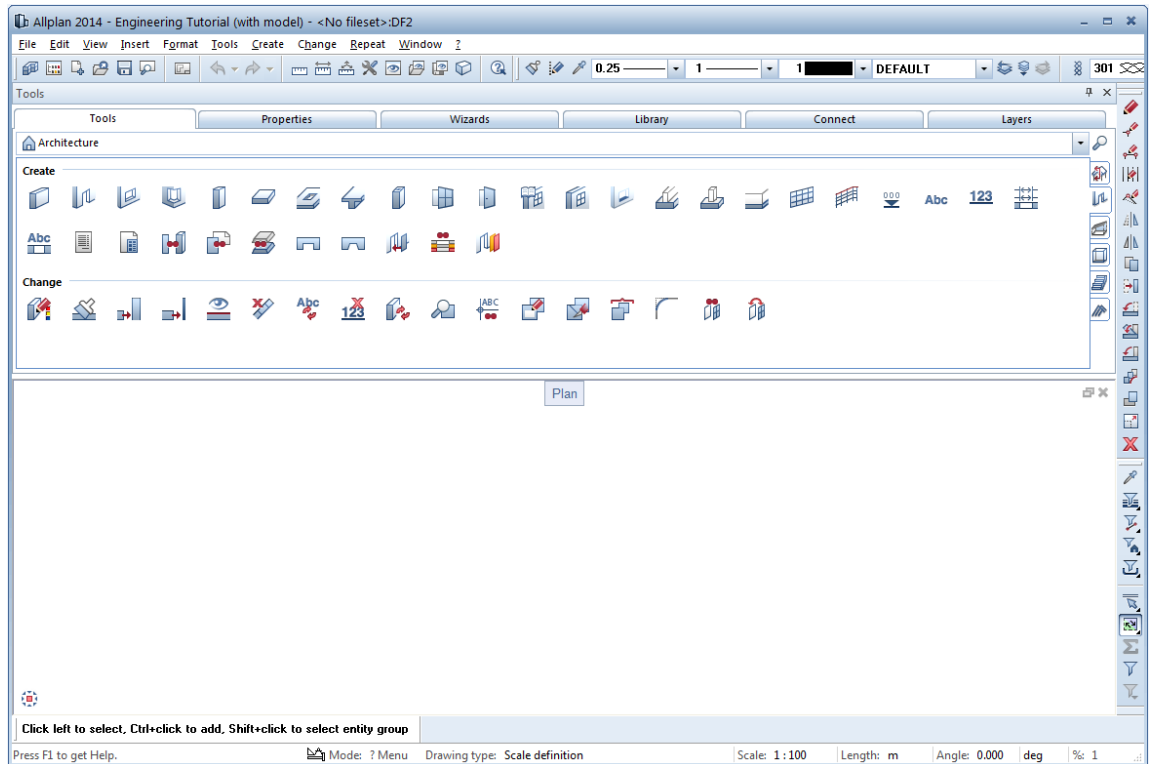 Allplan 2014 - Engineering Tutorial (with model) - <No fileset>:DF2
File Edit View Insert Format Tools Create Change Repeat Window ?
0.25 1 1 DEFAULT 301
Tools
Tools Properties Wizards Library Connect Layers
Architecture
Create
Abc 123
Abc
Change
Abc 123 ABC
Plan
Click left to select, Ctrl+click to add, Shift+click to select entity group
Press F1 to get Help. Mode: ? Menu Drawing type: Scale definition Scale: 1 : 100 Length: m Angle: 0.000 deg %: 1